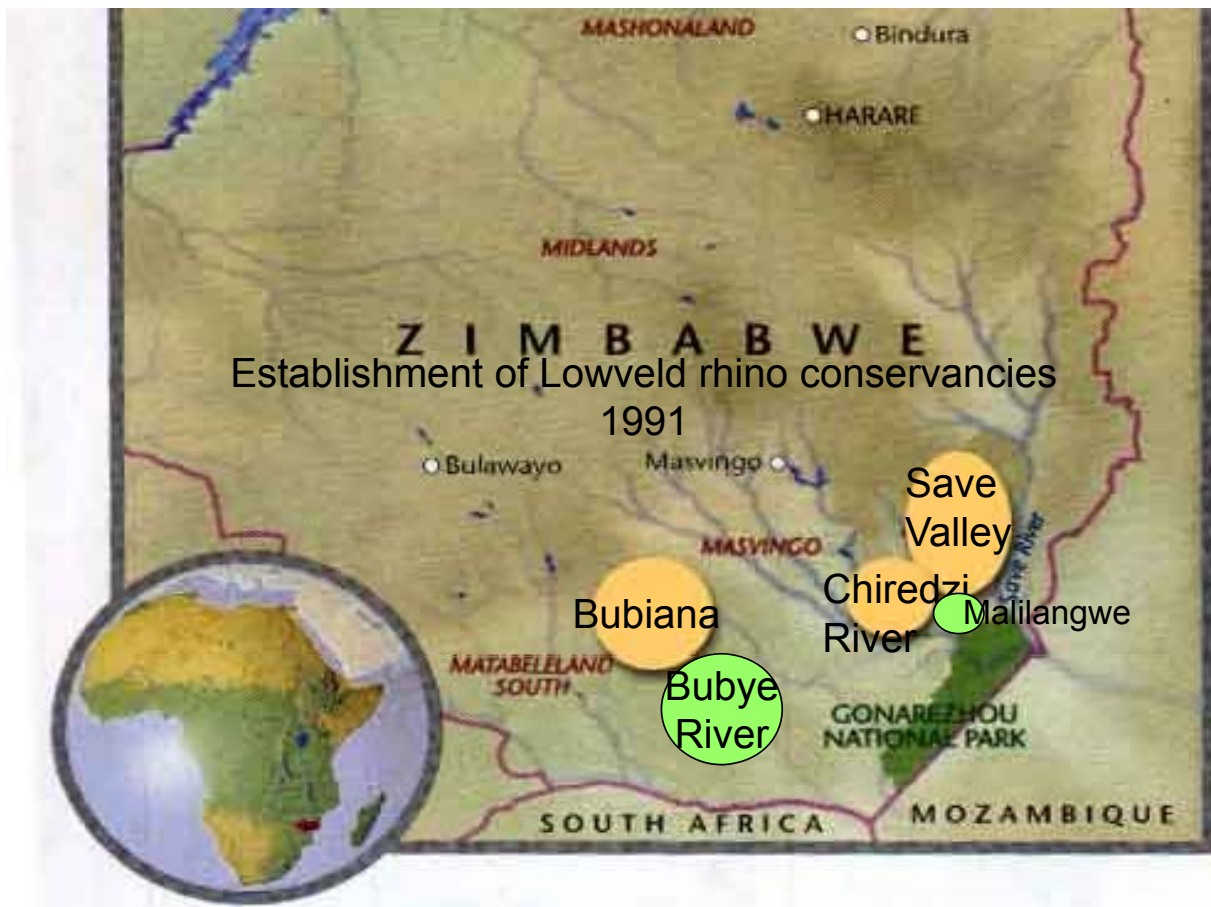 MASHONALAND
Bindura
HARARE
MIDLANDS
ZIMBABWE
Establishment of Lowveld rhino conservancies
1991
Bulawayo
Masvingo
Save
Valley
MASVINGO
Save River
Chiredzi
River
Malilangwe
Bubiana
MATABELELAND
SOUTH
Bubye
River
GONAREZHOU
NATIONAL PARK
SOUTH AFRICA
MOZAMBIQUE